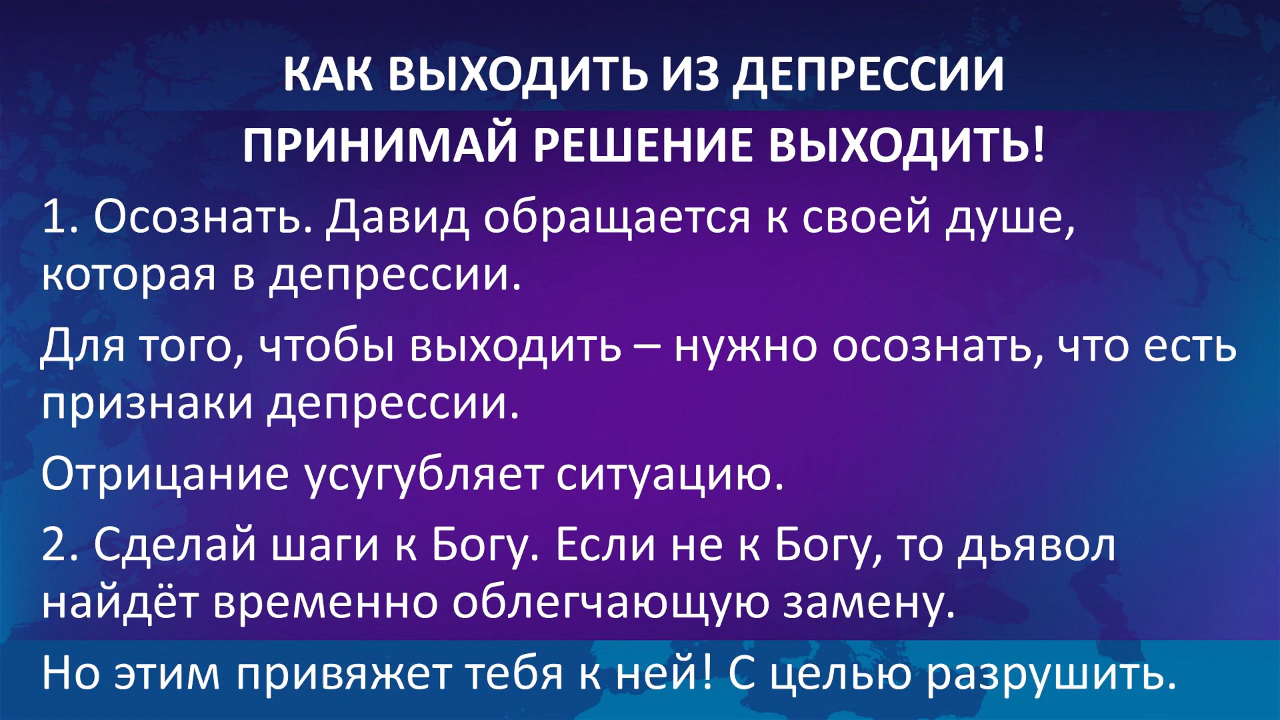 КАК ВЫХОДИТЬ ИЗ ДЕПРЕССИИ
ПРИНИМАЙ РЕШЕНИЕ ВЫХОДИТЬ!
1. Осознать. Давид обращается к своей душе,
которая в депрессии.
Для того, чтобы выходить – нужно осознать, что есть
признаки депрессии.
Отрицание усугубляет ситуацию.
2. Сделай шаги к Богу. Если не к Богу, то дьявол
найдёт временно облегчающую замену.
Но этим привяжет тебя к ней! С целью разрушить.